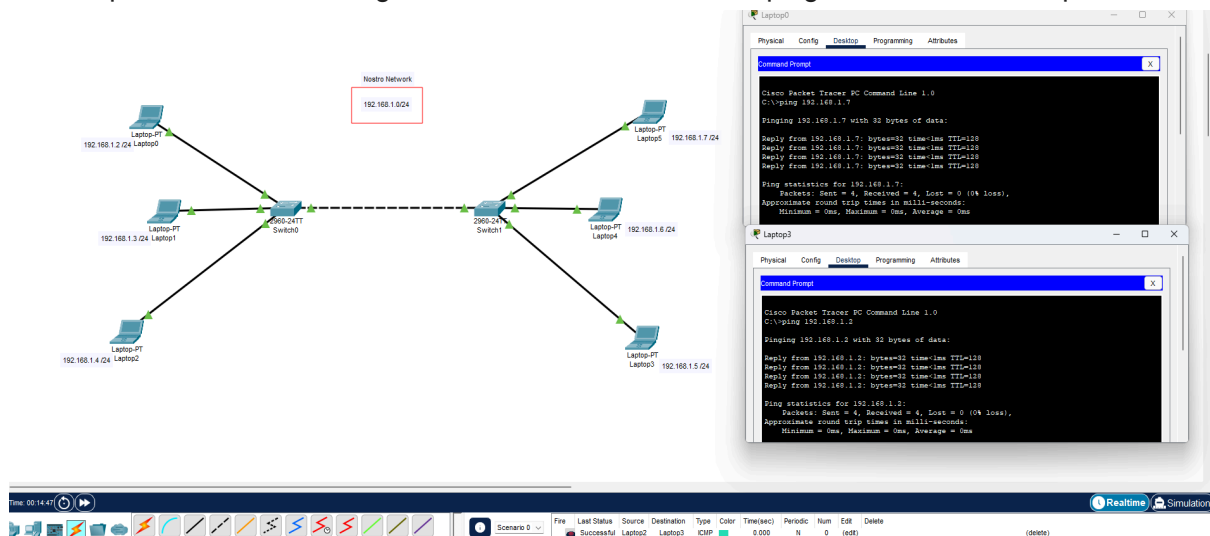 Nostro Network
192.168.1.0/24
Laptop-PT
192.168.1.2 /24 Laptop0
Laptop-PT
192.168.1.3 /24 Laptop1
Laptop-PT
192.168.1.4 /24 Laptop2
2960-24TT
Switch0
2960-24TT
Switch1
Laptop-PT
Laptop5 192.168.1.7 /24
Laptop-PT
Laptop4 192.168.1.6 /24
Laptop-PT
Laptop3 192.168.1.5 /24
Laptop0
Physical Config Desktop Programming Attributes
Command Prompt X
Cisco Packet Tracer PC Command Line 1.0
C:\>ping 192.168.1.7
Pinging 192.168.1.7 with 32 bytes of data:
Reply from 192.168.1.7: bytes=32 time<1ms TTL=128
Reply from 192.168.1.7: bytes=32 time<1ms TTL=128
Reply from 192.168.1.7: bytes=32 time<1ms TTL=128
Reply from 192.168.1.7: bytes=32 time<1ms TTL=128
Ping statistics for 192.168.1.7:
Packets: Sent = 4, Received = 4, Lost = 0 (0% loss),
Approximate round trip times in milli-seconds:
Minimum = 0ms, Maximum = 0ms, Average = 0ms
Laptop3
Physical Config Desktop Programming Attributes
Command Prompt X
Cisco Packet Tracer PC Command Line 1.0
C:\>ping 192.168.1.2
Pinging 192.168.1.2 with 32 bytes of data:
Reply from 192.168.1.2: bytes=32 time<1ms TTL=128
Reply from 192.168.1.2: bytes=32 time<1ms TTL=128
Reply from 192.168.1.2: bytes=32 time<1ms TTL=128
Reply from 192.168.1.2: bytes=32 time<1ms TTL=128
Ping statistics for 192.168.1.2:
Packets: Sent = 4, Received = 4, Lost = 0 (0% loss),
Approximate round trip times in milli-seconds:
Minimum = 0ms, Maximum = 0ms, Average = 0ms
Time: 00:14:47
Realtime Simulation
Scenario 0
Fire Last Status Source Destination Type Color Time(sec) Periodic Num Edit Delete
Successful Laptop2 Laptop3 ICMP 0.000 N 0 (edit) (delete)